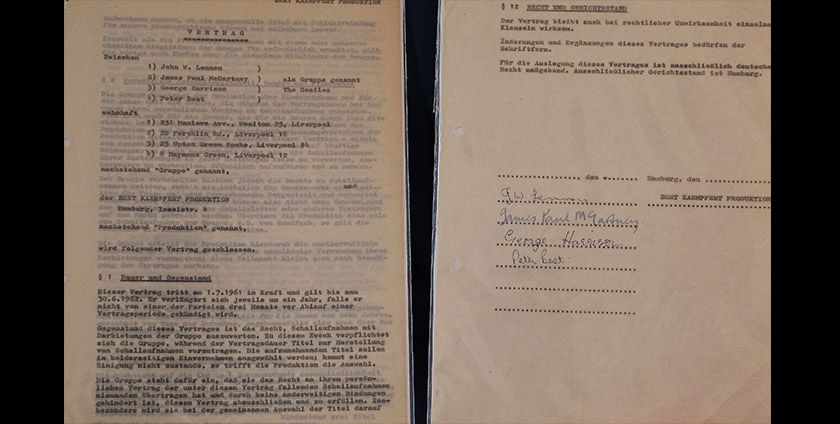 BERT KAEMPFERT PRODUKTION
VERTRAG
Zwischen
1) John W. Lennon )
2) James Paul McCartney ) als Gruppe genannt
3) George Harrison ) The Beatles
4) Peter Best )
wohnhaft
1) 251 Menlove Ave., Woolton 25, Liverpool
2) 20 Forthlin Rd., Liverpool 18
3) 25 Upton Green Speke, Liverpool 24
4) 8 Haymans Green, Liverpool 12
nachstehend "Gruppe" genannt,
und
der BERT KAEMPFERT PRODUKTION
Hamburg, Inselstr. 4
nachstehend "Produktion" genannt,
wird folgender Vertrag geschlossen.
§ 1 Dauer und Gegenstand
Dieser Vertrag tritt am 1.7.1961 in Kraft und gilt bis zum
30.6.1962. Er verlängert sich jeweils um ein Jahr, falls er
nicht von einer der Parteien drei Monate vor Ablauf einer
Vertragsperiode gekündigt wird.
Gegenstand dieses Vertrages ist das Recht, Schallaufnahmen mit
Darbietungen der Gruppe auszuwerten. Zu diesem Zweck verpflichtet
sich die Gruppe, während der Vertragsdauer Titel zur Herstellung
von Schallaufnahmen vorzutragen. Die aufzunehmenden Titel sollen
im beiderseitigen Einvernehmen ausgewählt werden; kommt eine
Einigung nicht zustande, so trifft die Produktion die Auswahl.
Die Gruppe steht dafür ein, daß sie das Recht an ihrem persön-
lichen Vortrag der unter diesen Vertrag fallenden Schallaufnahmen
niemandem übertragen hat und durch keine anderweitigen Bindungen
gehindert ist, diesen Vertrag abzuschließen und zu erfüllen. Ins-
besondere wird sie bei der gemeinsamen Auswahl der Titel darauf
§ 12 RECHT UND GERICHTSSTAND
Der Vertrag bleibt auch bei rechtlicher Unwirksamkeit einzelne
Klauseln wirksam.
Änderungen und Ergänzungen dieses Vertrages bedürfen der
Schriftform.
Für die Auslegung dieses Vertrages ist ausschließlich deutsche
Recht maßgebend. Ausschließlicher Gerichtsstand ist Hamburg.
................, den ........ Hamburg, den ................
J.W. Lennon BERT KAEMPFERT PRODUKTION
James Paul McCartney
George Harrison
Peter Best